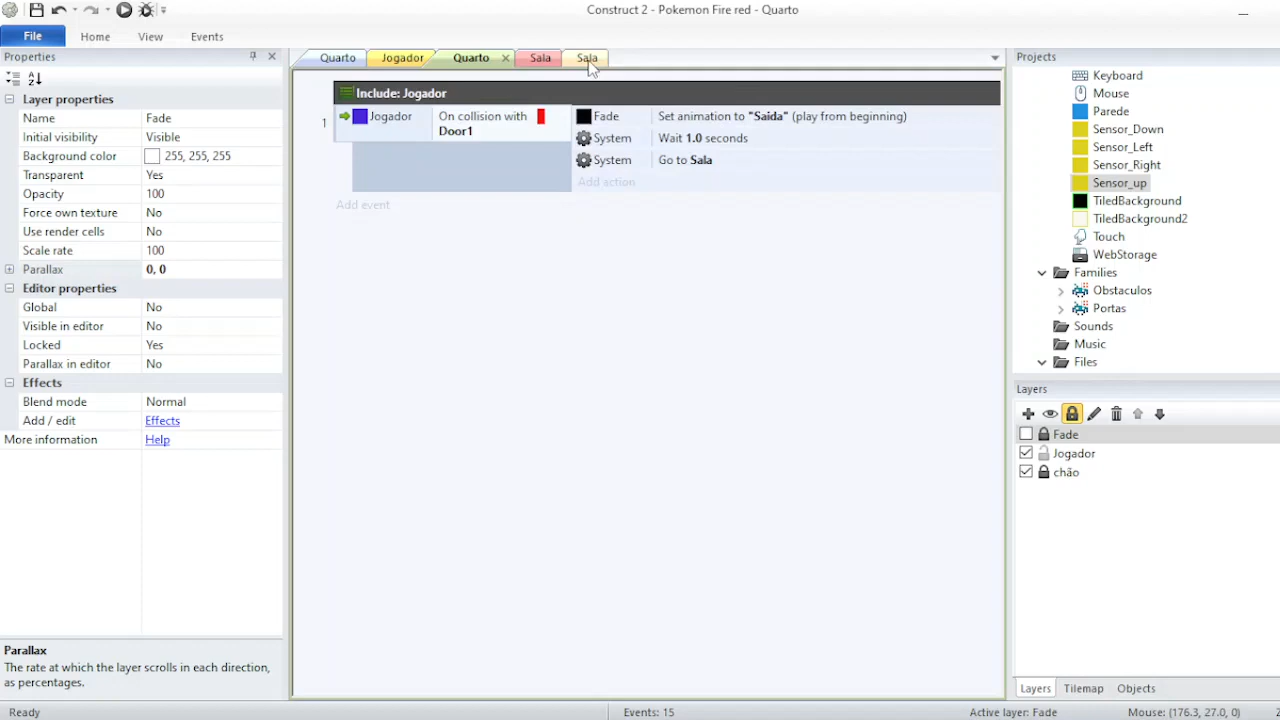 Construct 2 - Pokemon Fire red - Quarto
File Home View Events
Properties
Layer properties
Name Fade
Initial visibility Visible
Background color 255, 255, 255
Transparent Yes
Opacity 100
Force own texture No
Use render cells No
Scale rate 100
Parallax 0, 0
Editor properties
Global No
Visible in editor No
Locked Yes
Parallax in editor No
Effects
Blend mode Normal
Add / edit Effects
More information Help
Parallax
The rate at which the layer scrolls in each direction,
as percentages.
Quarto Jogador Quarto Sala Sala
Include: Jogador
1 Jogador On collision with
Door1
Fade Set animation to "Saida" (play from beginning)
System Wait 1.0 seconds
System Go to Sala
Add action
Add event
Projects
Keyboard
Mouse
Parede
Sensor_Down
Sensor_Left
Sensor_Right
Sensor_up
TiledBackground
TiledBackground2
Touch
WebStorage
Families
Obstaculos
Portas
Sounds
Music
Files
Layers
Fade
Jogador
chão
Layers Tilemap Objects
Ready Events: 15 Active layer: Fade Mouse: (176.3, 27.0, 0)